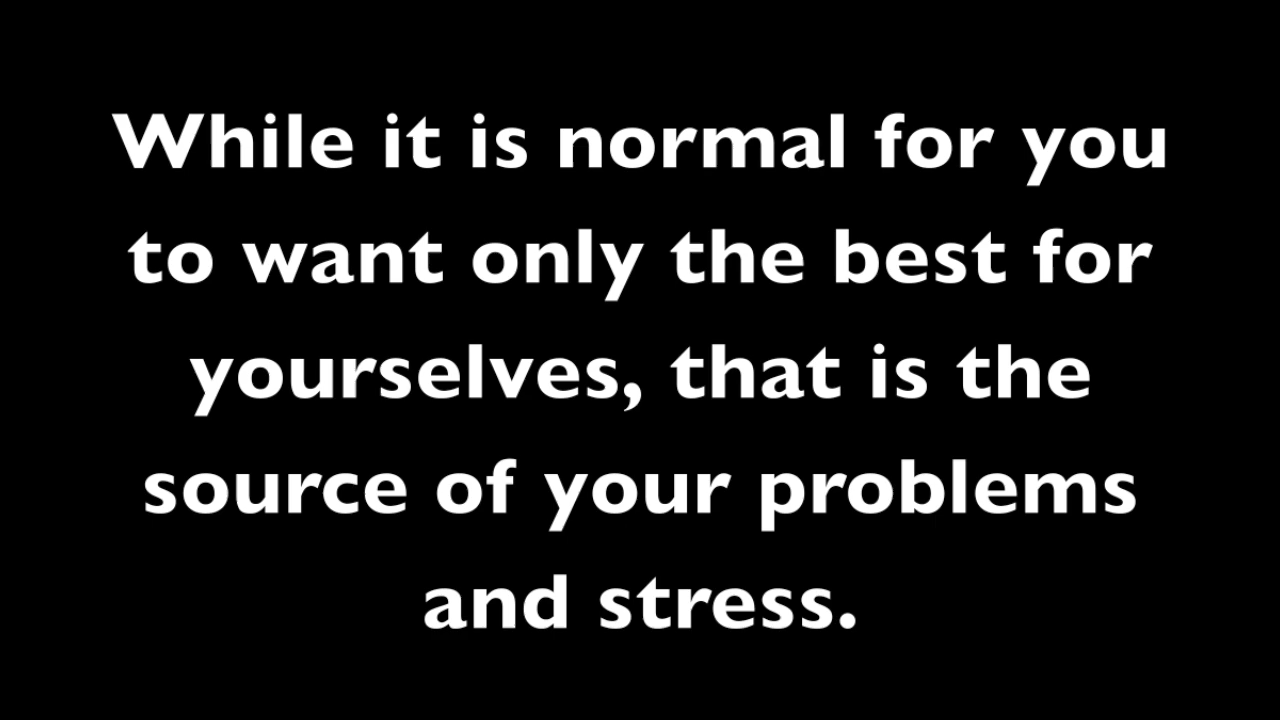 While it is normal for you
to want only the best for
yourselves, that is the
source of your problems
and stress.